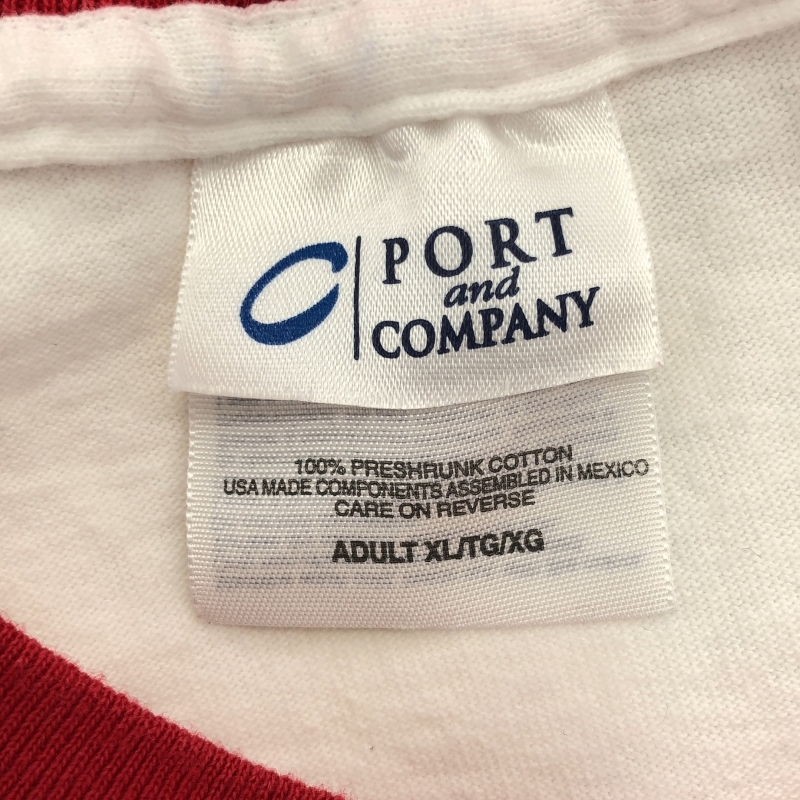 PORT
and
COMPANY
100% PRESHRUNK COTTON
USA MADE COMPONENTS ASSEMBLED IN MEXICO
CARE ON REVERSE
ADULT XL/TG/XG